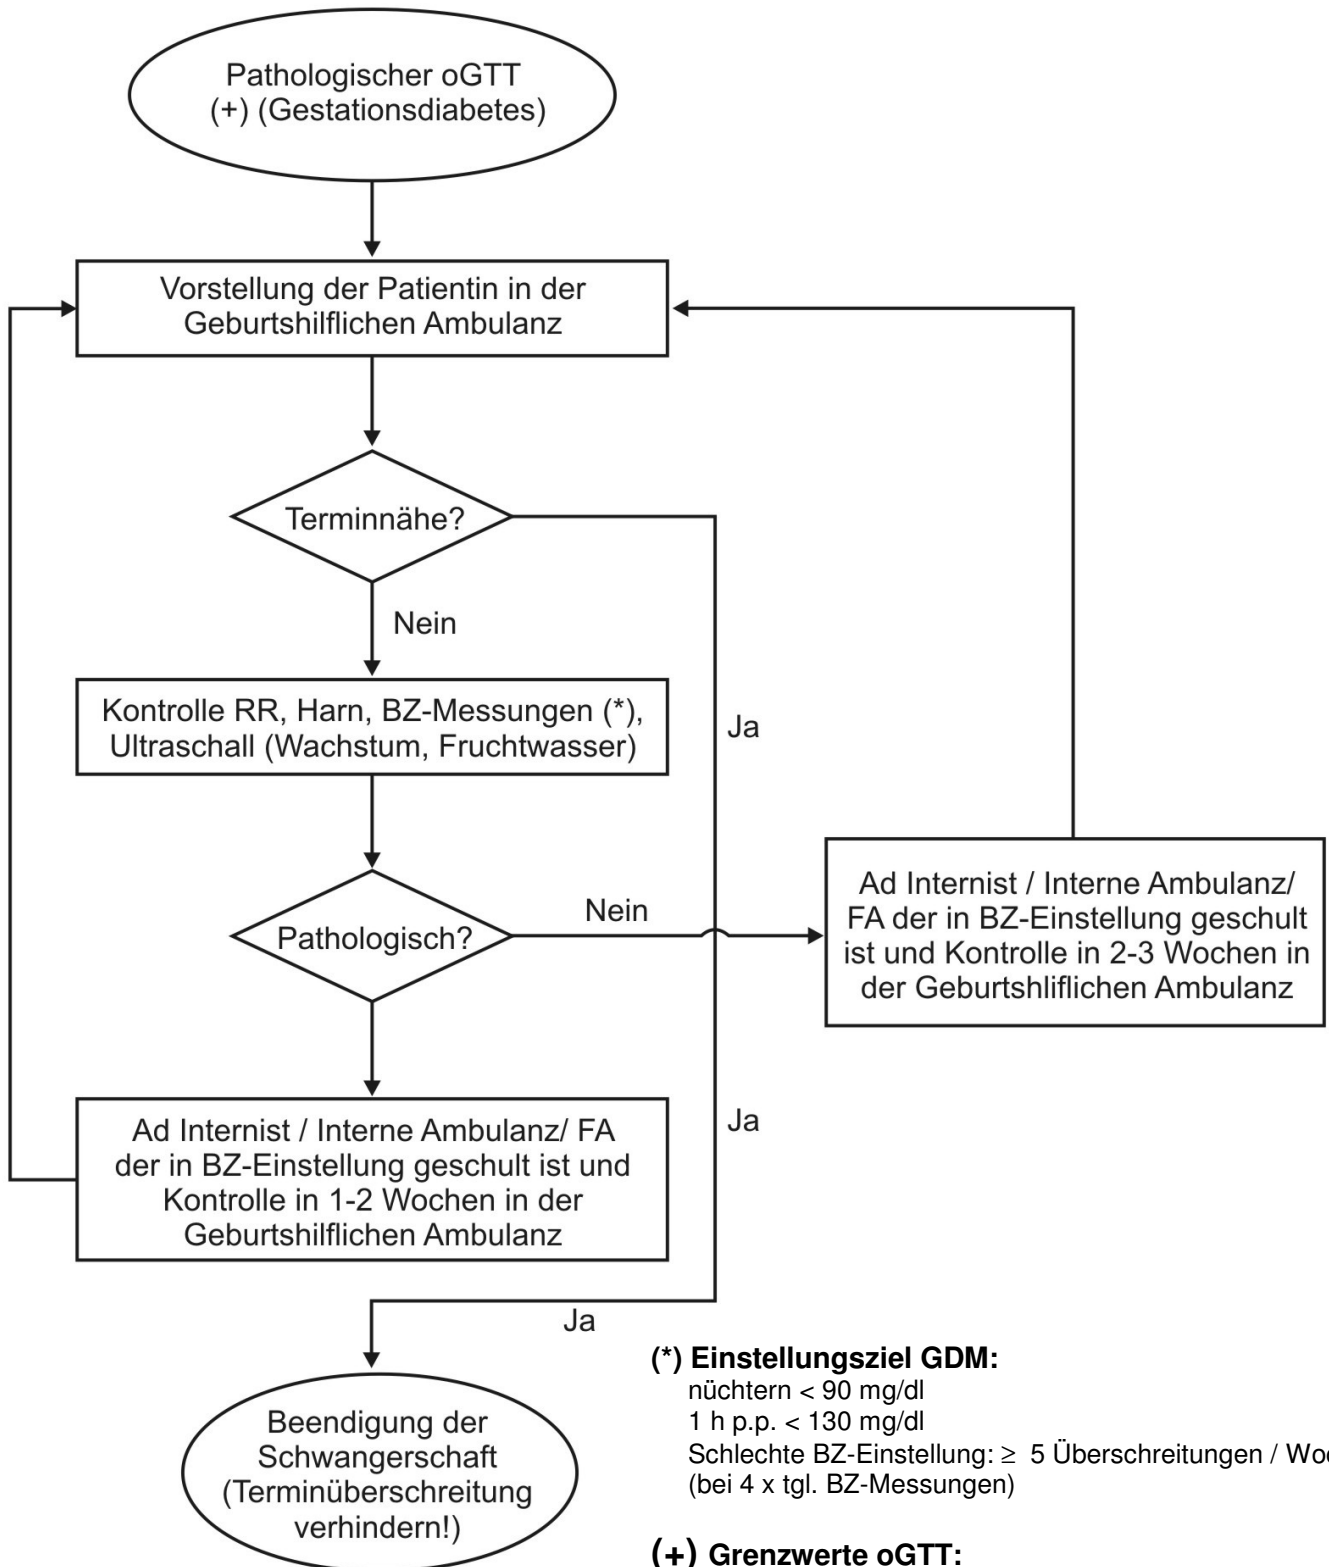 Pathologischer oGTT
(+) (Gestationsdiabetes)
Vorstellung der Patientin in der
Geburtshilflichen Ambulanz
Terminnähe?
Nein
Kontrolle RR, Harn, BZ-Messungen (*),
Ultraschall (Wachstum, Fruchtwasser)
Ja
Pathologisch?
Nein
Ad Internist / Interne Ambulanz/
FA der in BZ-Einstellung geschult
ist und Kontrolle in 2-3 Wochen in
der Geburtshliflichen Ambulanz
Ja
Ad Internist / Interne Ambulanz/ FA
der in BZ-Einstellung geschult ist und
Kontrolle in 1-2 Wochen in der
Geburtshilflichen Ambulanz
Ja
Beendigung der
Schwangerschaft
(Terminüberschreitung
verhindern!)
(*) Einstellungsziel GDM:
nüchtern < 90 mg/dl
1 h p.p. < 130 mg/dl
Schlechte BZ-Einstellung: ≥ 5 Überschreitungen /
(bei 4 x tgl. BZ-Messungen)
(+) Grenzwerte oGTT: